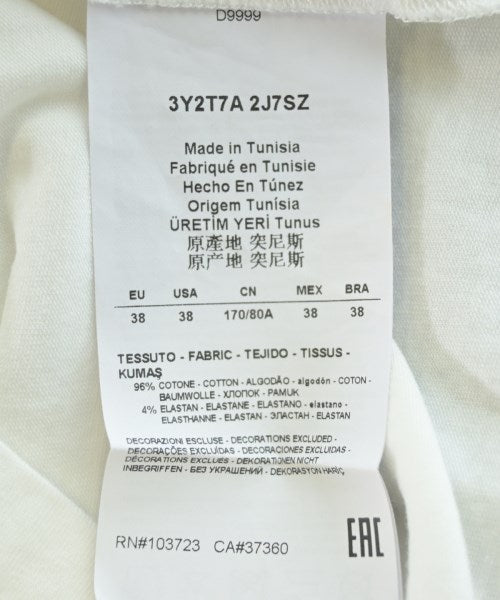 D9999
3Y2T7A 2J7SZ
Made in Tunisia
Fabriqué en Tunisie
Hecho En Túnez
Origem Tunísia
ÜRETİM YERİ Tunus
原產地 突尼斯
原产地 突尼斯
EU USA CN MEX BRA
38 38 170/80A 38 38
TESSUTO - FABRIC - TEJIDO - TISSUS -
KUMAŞ
96% COTONE - COTTON - ALGODÃO - algodón - COTON -
BAUMWOLLE - ХЛОПОК - PAMUK
4% ELASTAN - ELASTANE - ELASTANO - elastano -
ELASTHANNE - ELASTAN - ЭЛАСТАН - ELASTAN
DECORAZIONI ESCLUSE - DECORATIONS EXCLUDED -
DECORAÇÕES EXCLUÍDAS - DECORACIONES EXCLUIDAS -
DÉCORATIONS EXCLUES - DEKORATIONEN NICHT
INBEGRIFFEN - БЕЗ УКРАШЕНИЙ - DEKORASYON HARİÇ
RN#103723 CA#37360
EAC